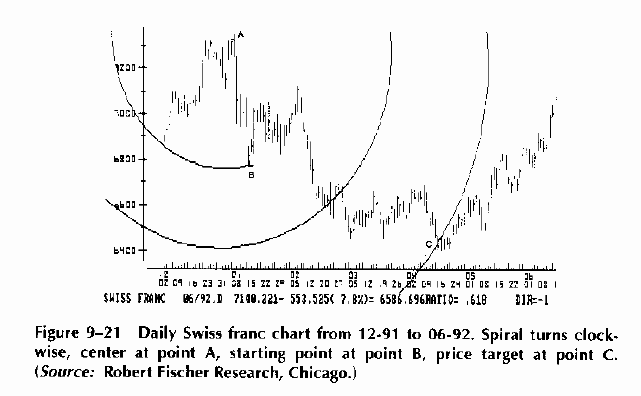 A
7200
7000
6800
B
6600
6400
C
12 01 02 03 04 05
SWISS FRANC 06/92.D 7140.221- 553.525( 7.8%)= 6586.696RATIO= .618 DIR=-1
Figure 9–21 Daily Swiss franc chart from 12-91 to 06-92. Spiral turns clock-
wise, center at point A, starting point at point B, price target at point C.
(Source: Robert Fischer Research, Chicago.)